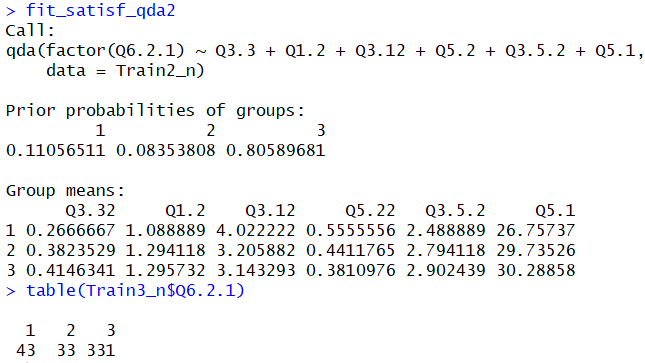 > fit_satisf_qda2
Call:
qda(factor(Q6.2.1) ~ Q3.3 + Q1.2 + Q3.12 + Q5.2 + Q3.5.2 + Q5.1,
    data = Train2_n)

Prior probabilities of groups:
         1          2          3
0.11056511 0.08353808 0.80589681

Group means:
      Q3.32     Q1.2    Q3.12     Q5.22   Q3.5.2     Q5.1
1 0.2666667 1.088889 4.022222 0.5555556 2.488889 26.75737
2 0.3823529 1.294118 3.205882 0.4411765 2.794118 29.73526
3 0.4146341 1.295732 3.143293 0.3810976 2.902439 30.28858
> table(Train3_n$Q6.2.1)

  1   2   3
 43  33 331